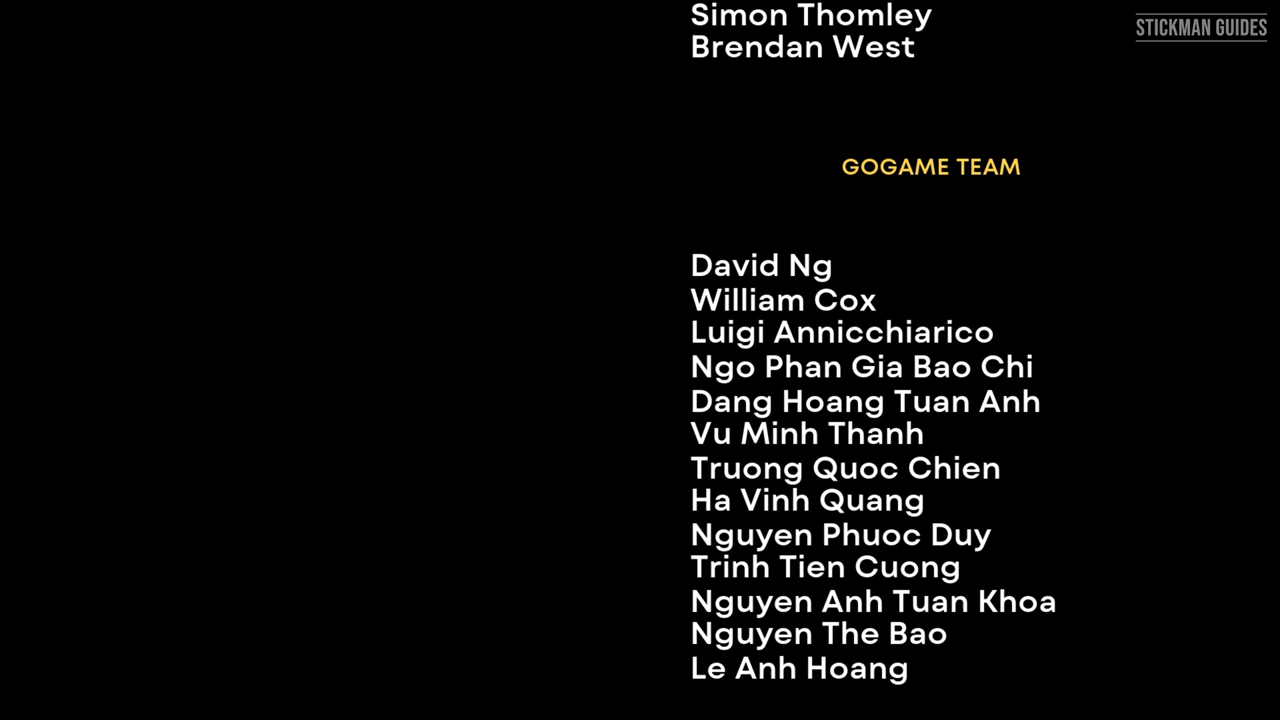 Simon Thomley
Brendan West
STICKMAN GUIDES
GOGAME TEAM
David Ng
William Cox
Luigi Annicchiarico
Ngo Phan Gia Bao Chi
Dang Hoang Tuan Anh
Vu Minh Thanh
Truong Quoc Chien
Ha Vinh Quang
Nguyen Phuoc Duy
Trinh Tien Cuong
Nguyen Anh Tuan Khoa
Nguyen The Bao
Le Anh Hoang